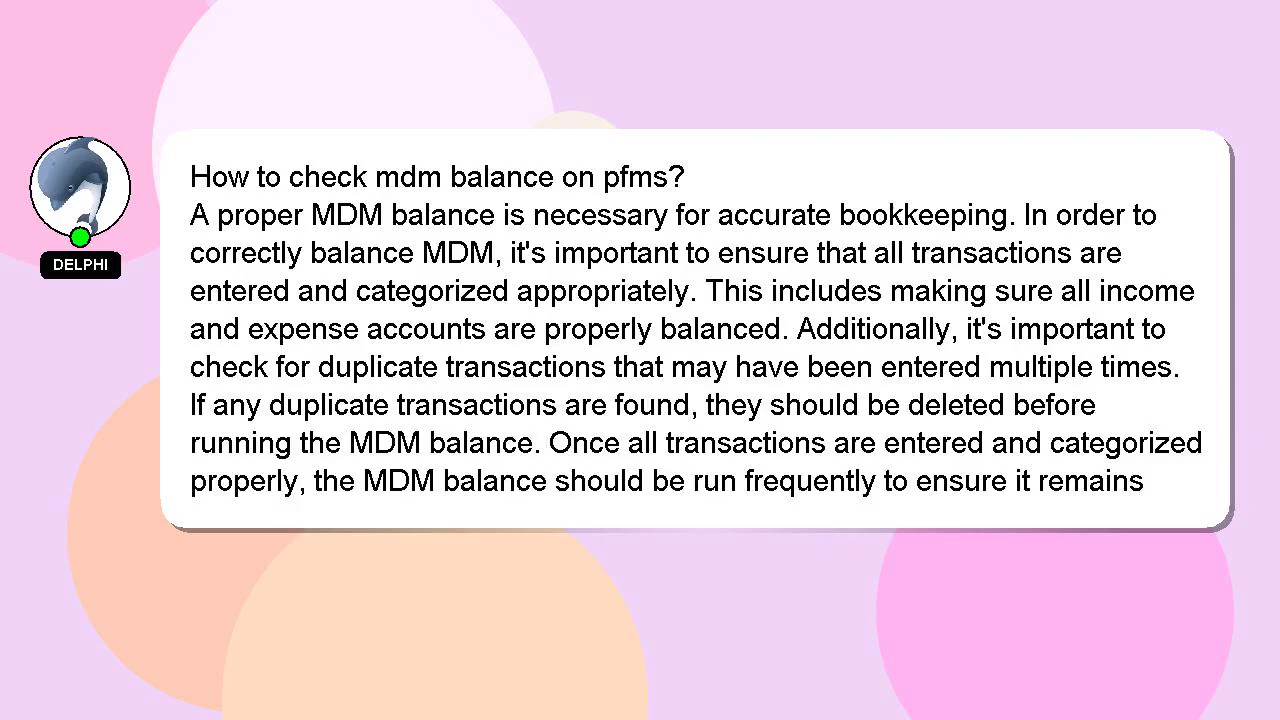 How to check mdm balance on pfms?
A proper MDM balance is necessary for accurate bookkeeping. In order to
correctly balance MDM, it's important to ensure that all transactions are
entered and categorized appropriately. This includes making sure all income
and expense accounts are properly balanced. Additionally, it's important to
check for duplicate transactions that may have been entered multiple times.
If any duplicate transactions are found, they should be deleted before
running the MDM balance. Once all transactions are entered and categorized
properly, the MDM balance should be run frequently to ensure it remains
DELPHI